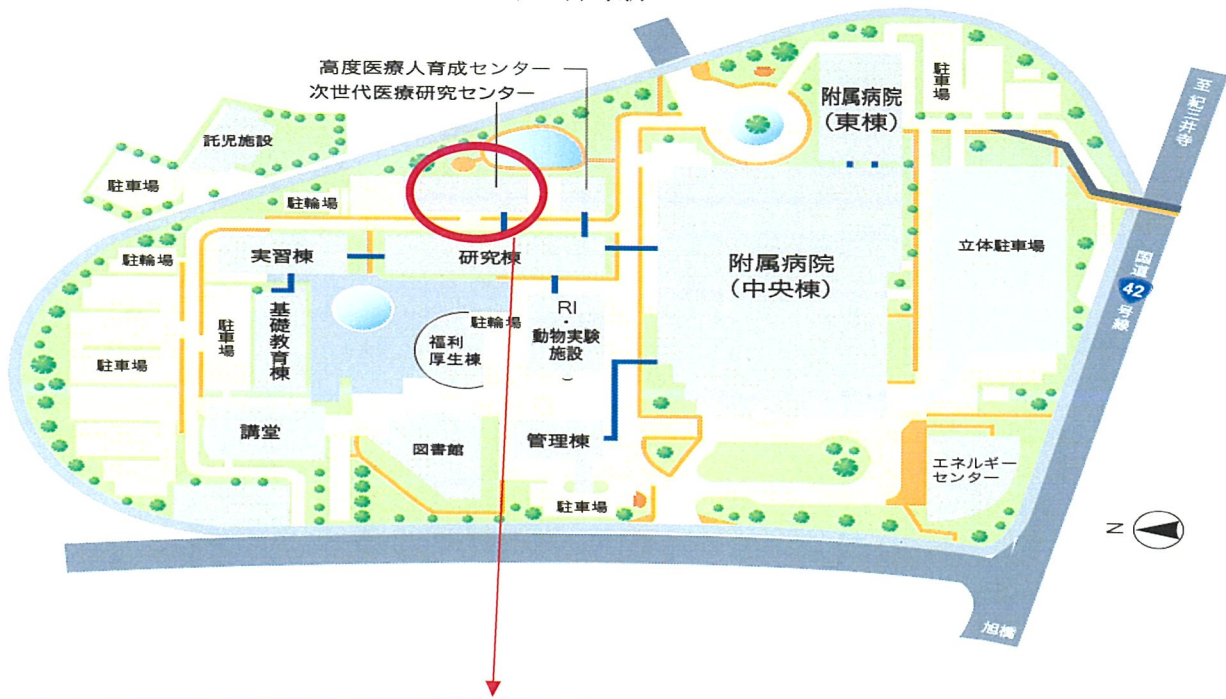 高度医療人育成センター
次世代医療研究センター
託児施設
駐車場
駐輪場
駐輪場
実習棟
研究棟
附属病院
(東棟)
駐車場
至 紀三井寺
立体駐車場
国道
42
号線
附属病院
(中央棟)
RI
・
動物実験
施設
駐輪場
福利
厚生棟
基礎教育棟
駐車場
駐車場
講堂
図書館
管理棟
駐車場
エネルギー
センター
N
旭橋